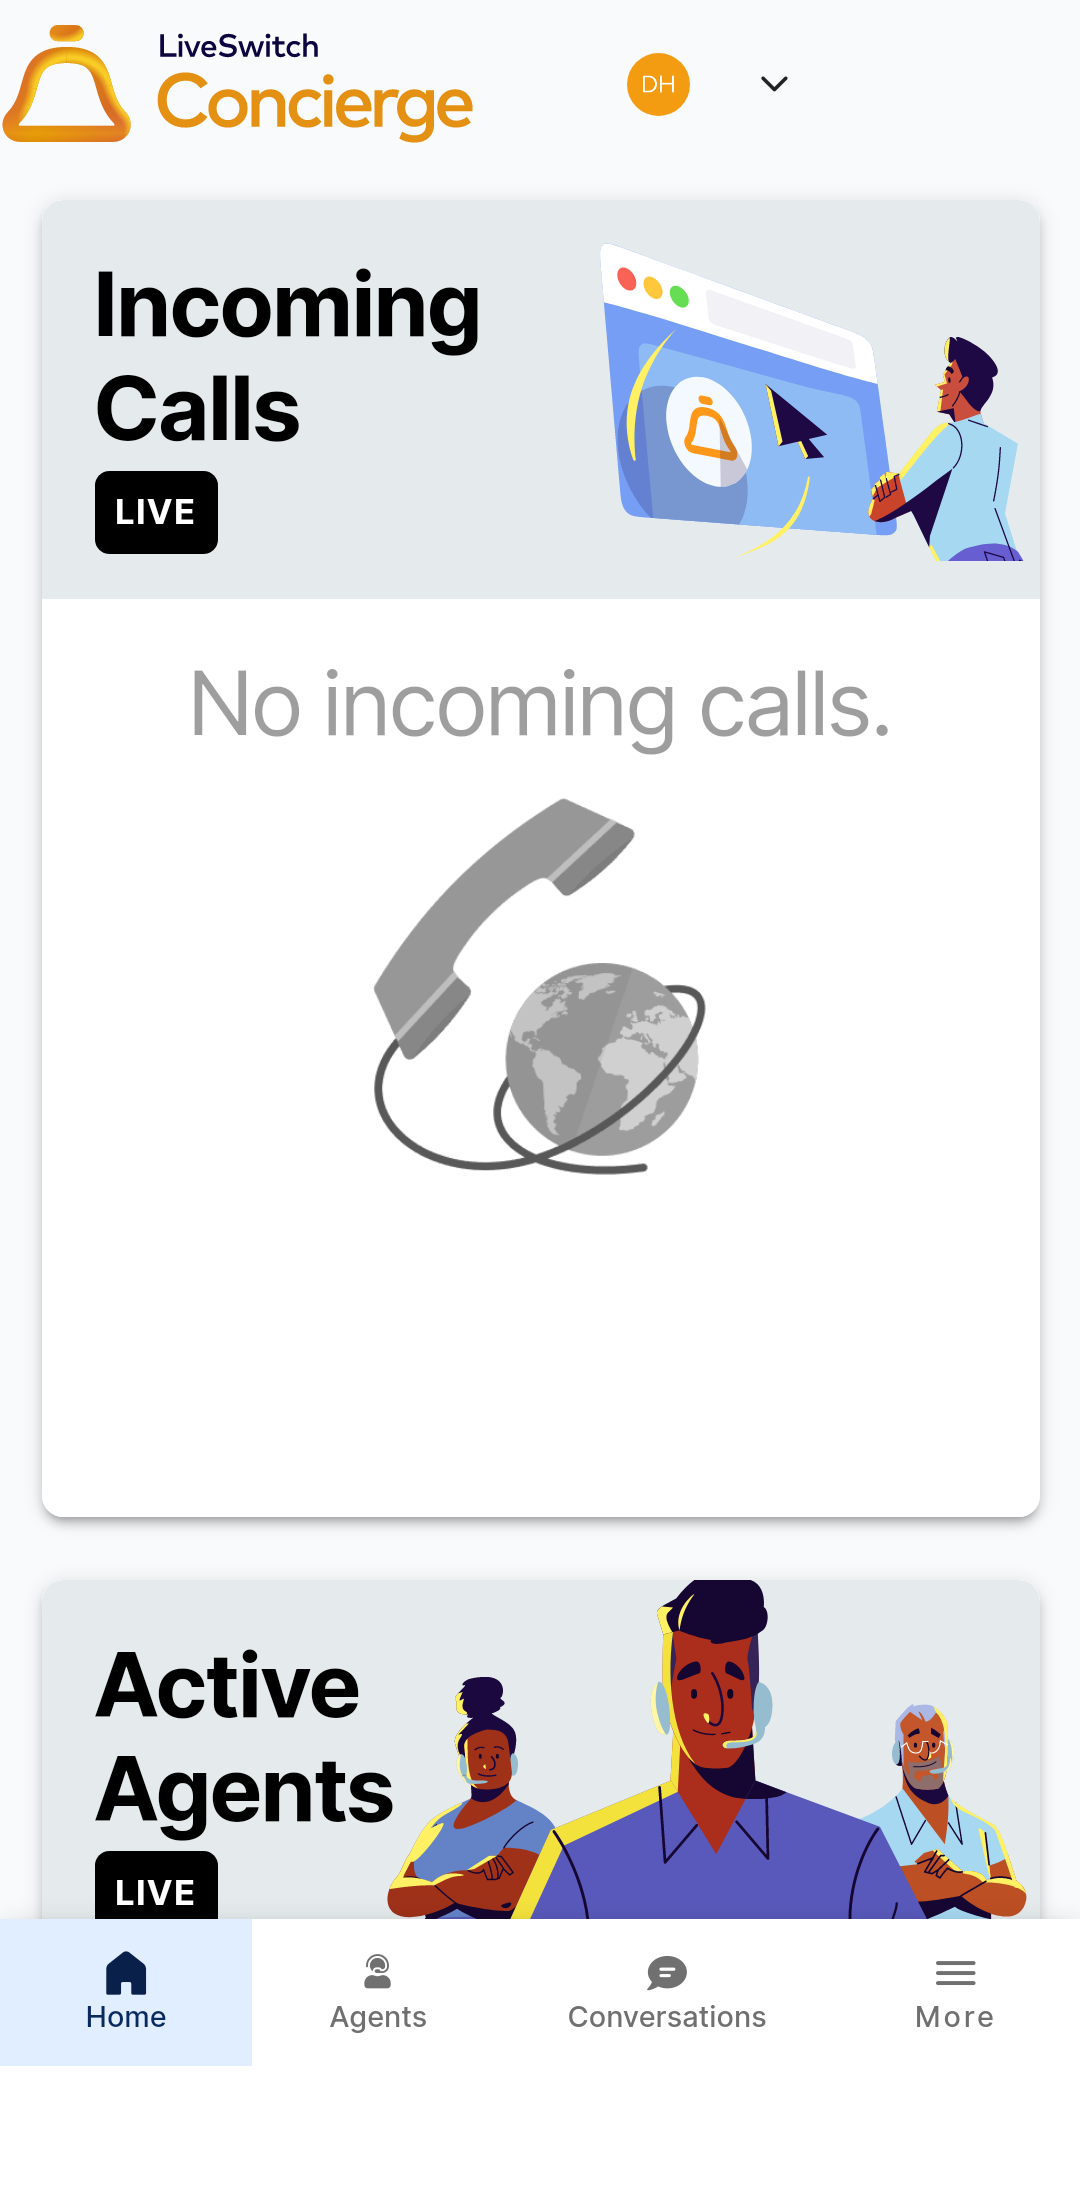 LiveSwitch
Concierge
DH
Incoming
Calls
LIVE
No incoming calls.
Active
Agents
LIVE
Home
Agents
Conversations
More